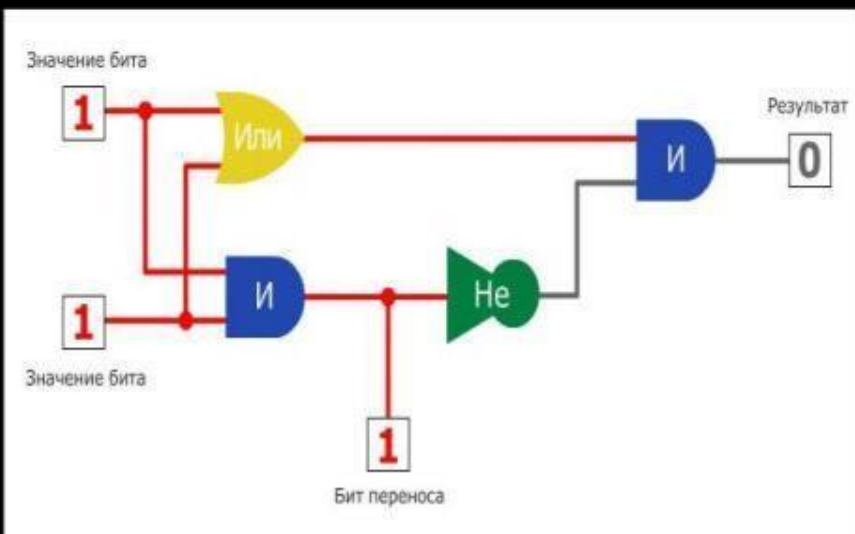 Значение бита
1
Или
Результат
И
0
И
Не
1
Значение бита
1
Бит переноса